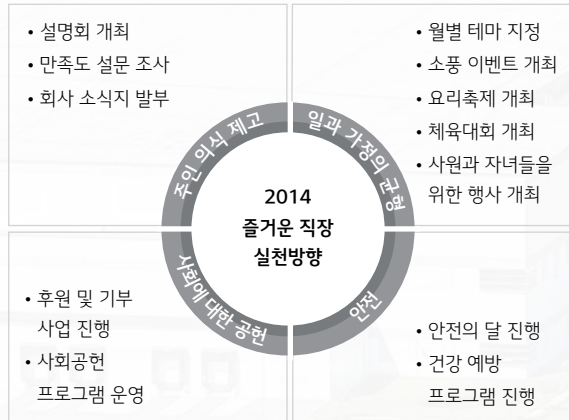 • 설명회 개최
• 만족도 설문 조사
• 회사 소식지 발부
주인 의식 제고
• 월별 테마 지정
• 소풍 이벤트 개최
• 요리축제 개최
• 체육대회 개최
• 사원과 자녀들을
위한 행사 개최
일과 가정의 균형
2014
즐거운 직장
실천방향
사회에 대한 공헌
• 후원 및 기부
사업 진행
• 사회공헌
프로그램 운영
안전
• 안전의 달 진행
• 건강 예방
프로그램 진행